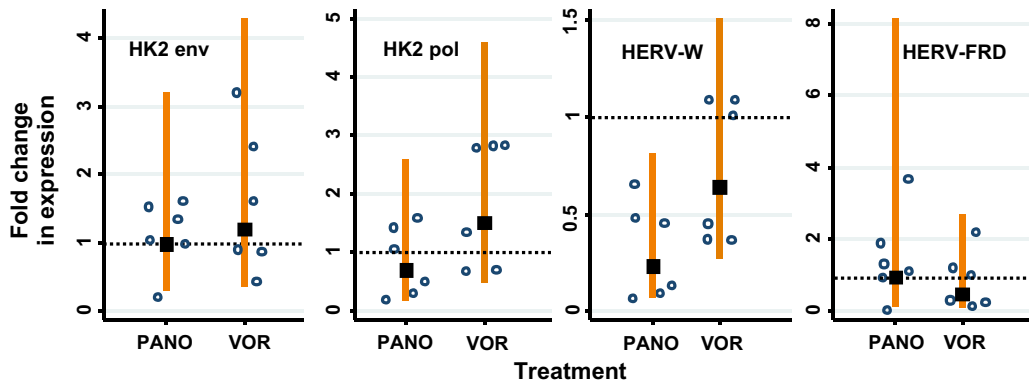 Fold change
in expression
HK2 env
4
3
2
1
0
PANO VOR
HK2 pol
5
4
3
2
1
0
PANO VOR
HERV-W
1.5
1
0.5
0
PANO VOR
HERV-FRD
8
6
4
2
0
PANO VOR
Treatment